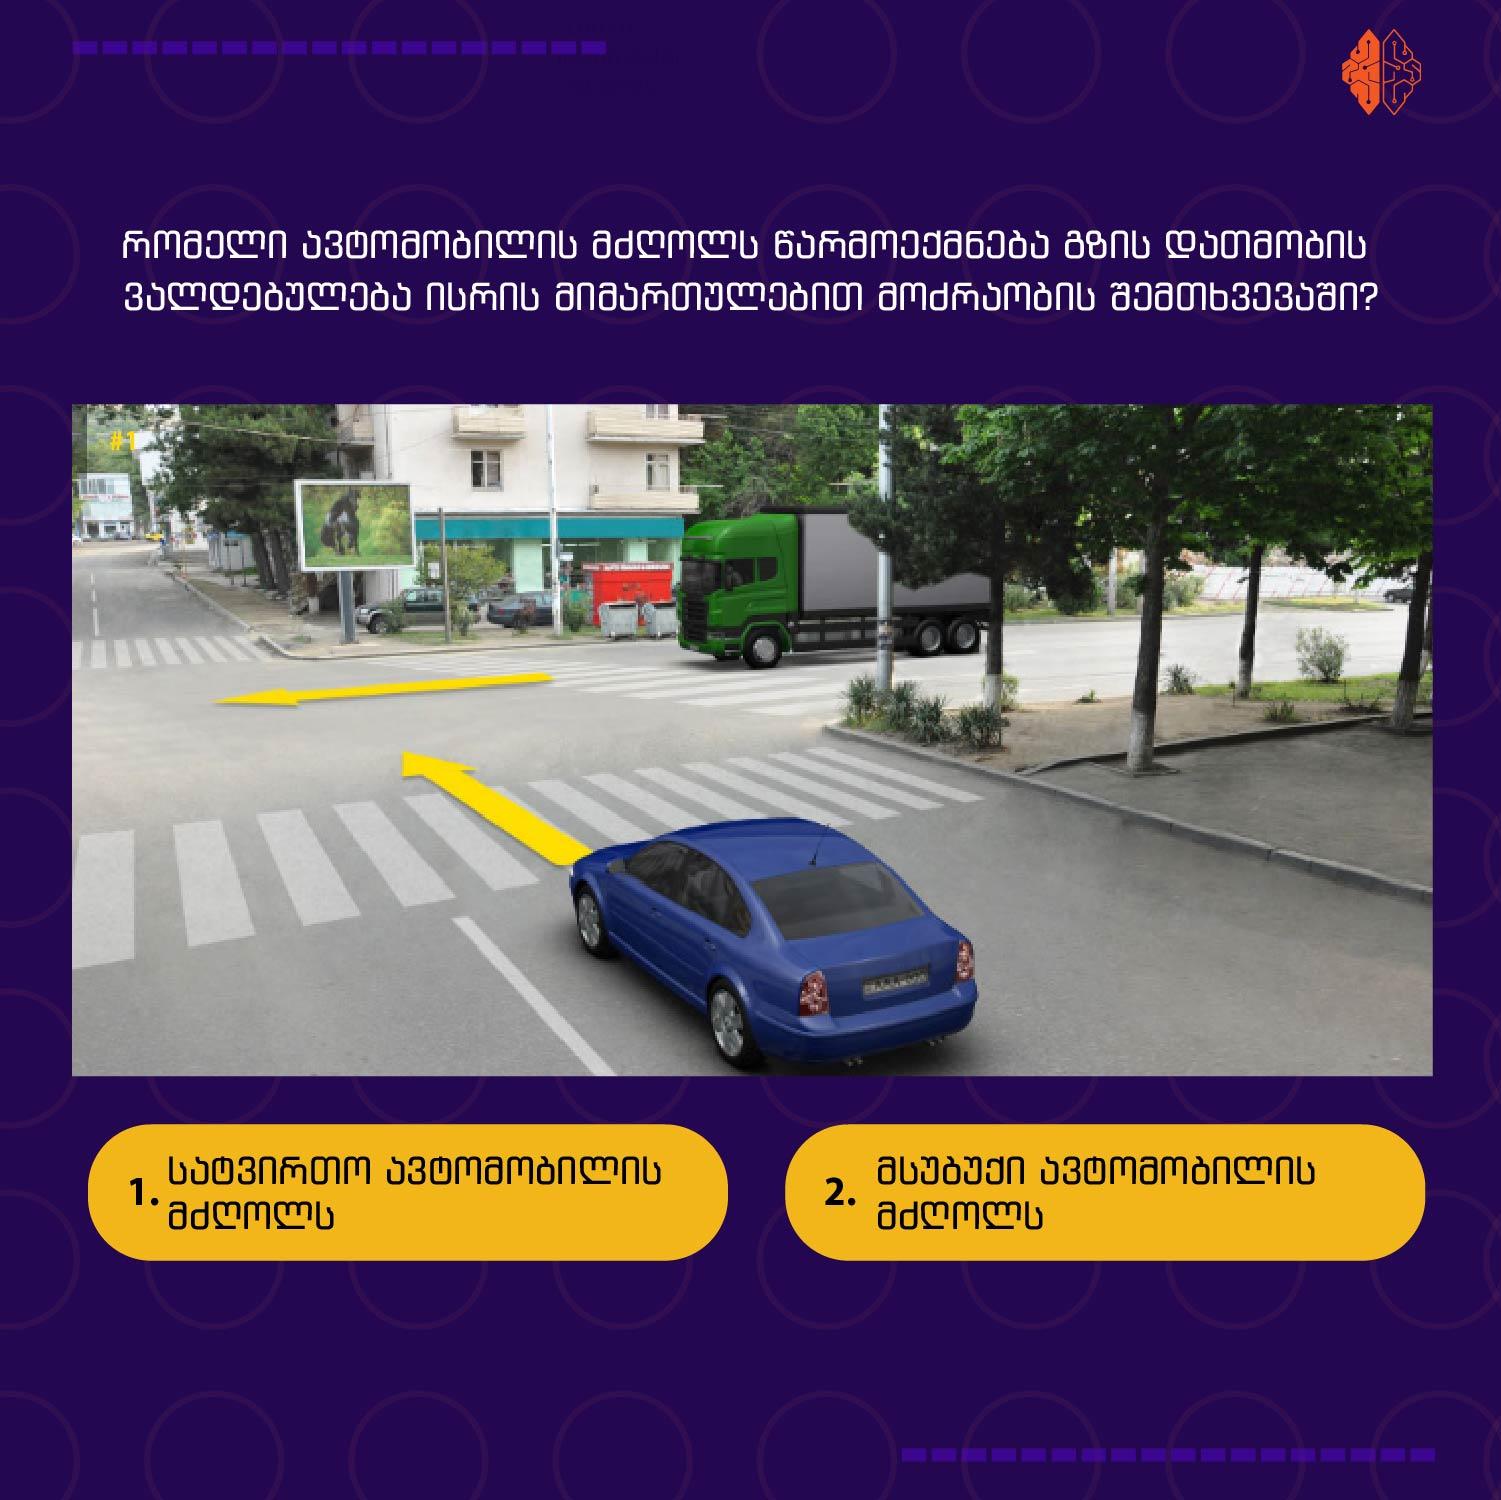 რომელი ავტომობილის მძღოლს წარმოექმნება გზის დათმობის
ვალდებულება ისრის მიმართულებით მოძრაობის შემთხვევაში?
#1
1. სატვირთო ავტომობილის
მძღოლს
2. მსუბუქი ავტომობილის
მძღოლს